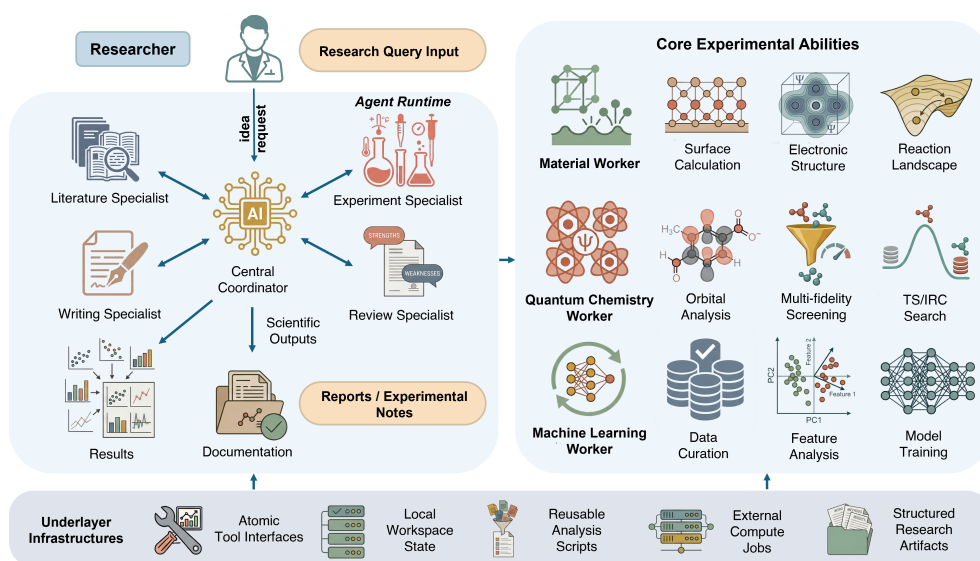 Researcher
Research Query Input
idea
request
Agent Runtime
+
-
°F
Literature Specialist
AI
Experiment Specialist
Central
Coordinator
STRENGTHS
WEAKNESSES
Writing Specialist
Review Specialist
Scientific
Outputs
Results
Documentation
Reports / Experimental
Notes
Core Experimental Abilities
Material Worker
Surface
Calculation
Ψ
Ψ
Electronic
Structure
Reaction
Landscape
Ψ
Quantum Chemistry
Worker
H₃C
O
N
O⁻
HO
H
Orbital
Analysis
Multi-fidelity
Screening
TS/IRC
Search
Machine Learning
Worker
Data
Curation
PC2
Feature 2
Feature 1
PC1
Feature
Analysis
Model
Training
Underlayer
Infrastructures
Atomic
Tool Interfaces
Local
Workspace
State
Reusable
Analysis
Scripts
External
Compute
Jobs
Structured
Research
Artifacts